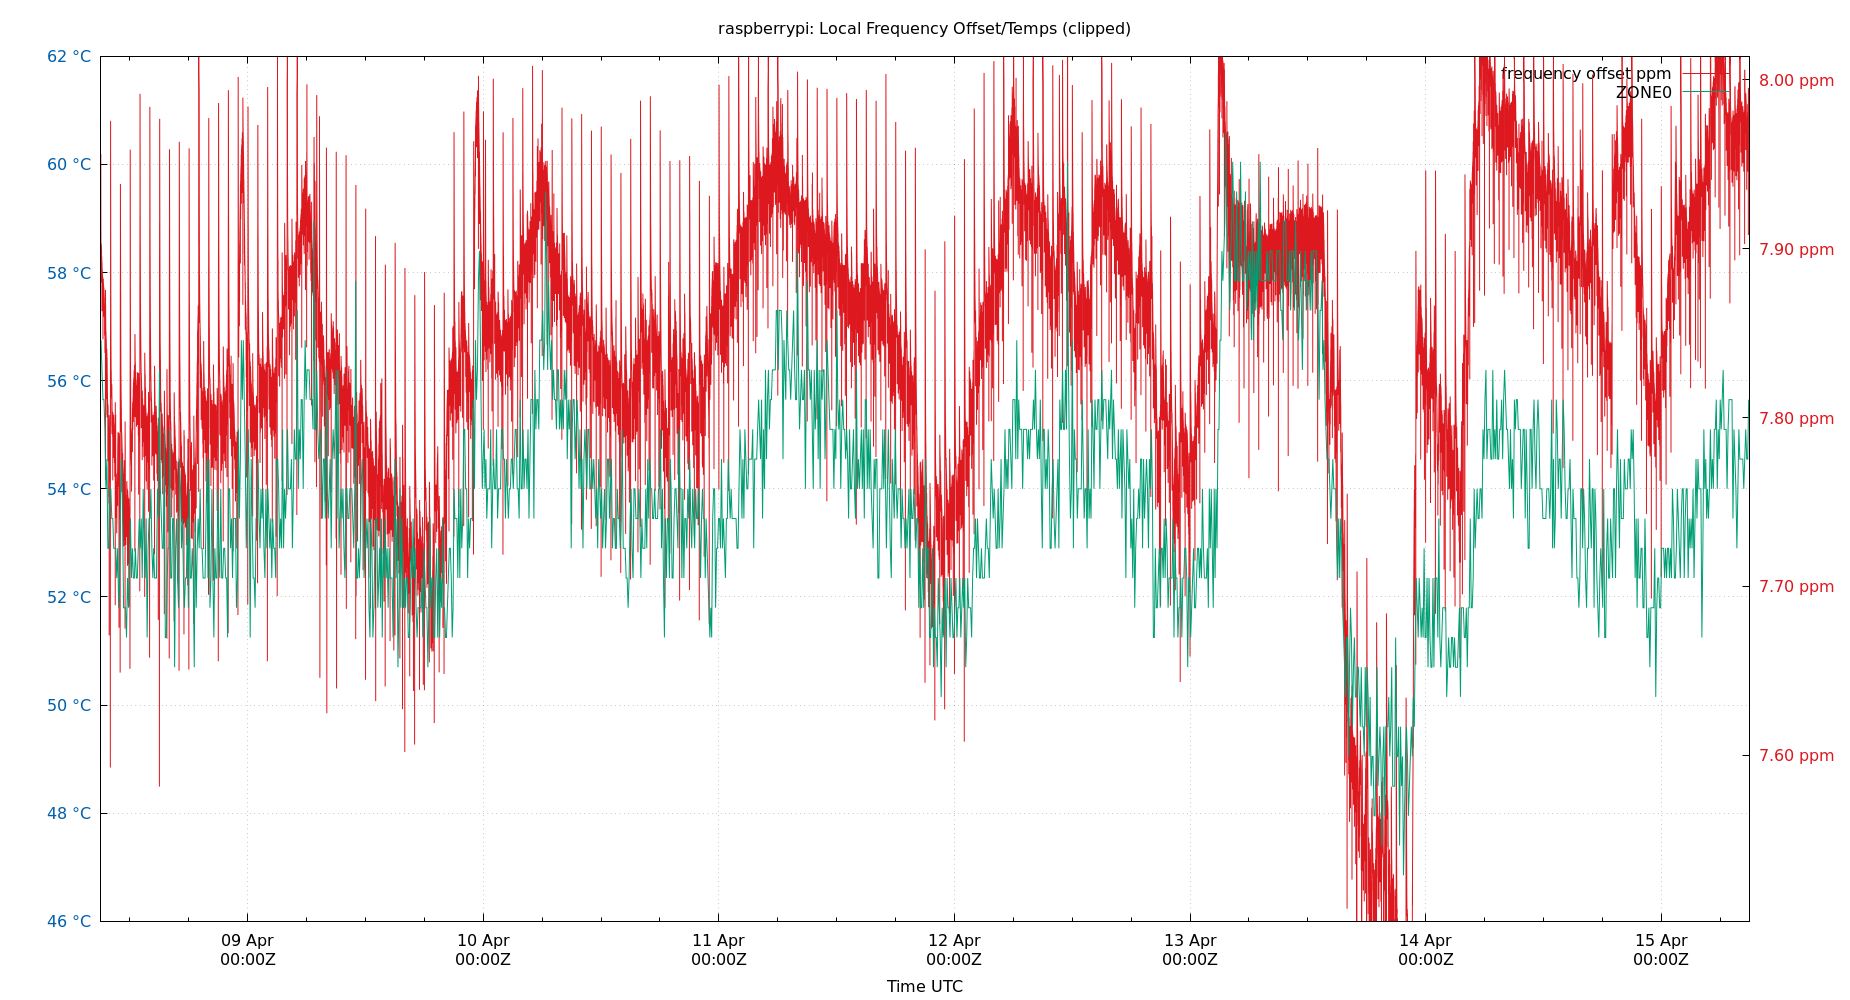 raspberrypi: Local Frequency Offset/Temps (clipped)
62 °C
60 °C
58 °C
56 °C
54 °C
52 °C
50 °C
48 °C
46 °C
frequency offset ppm
ZONE0
8.00 ppm
7.90 ppm
7.80 ppm
7.70 ppm
7.60 ppm
09 Apr
00:00Z
10 Apr
00:00Z
11 Apr
00:00Z
12 Apr
00:00Z
13 Apr
00:00Z
14 Apr
00:00Z
15 Apr
00:00Z
Time UTC